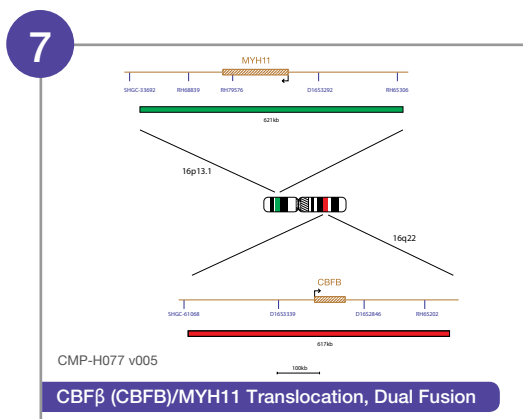 7
MYH11
SHGC-33692 RH68839 RH79576 D16S3292 RH65306
621kb
16p13.1
16q22
CBFB
SHGC-61068 D16S3339 D16S2846 RH65202
617kb
CMP-H077 v005
100kb
CBFβ (CBFB)/MYH11 Translocation, Dual Fusion